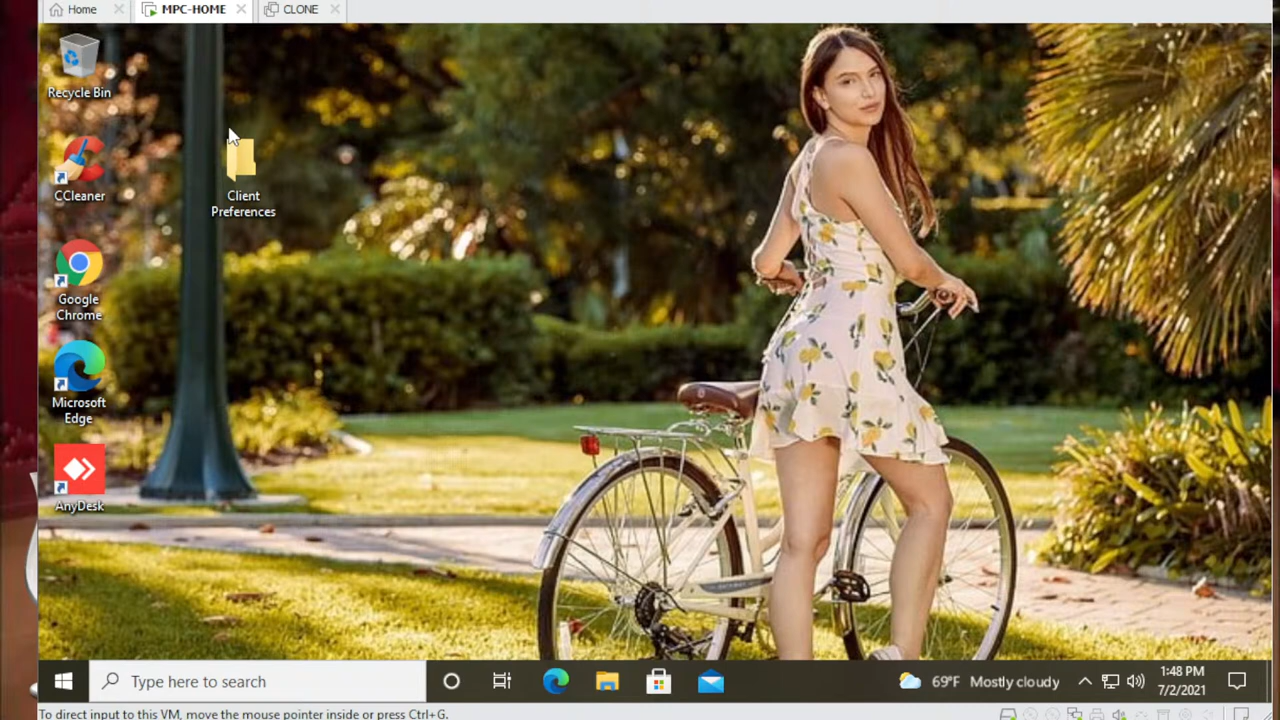 Home
MPC-HOME
CLONE
Recycle Bin
CCleaner
Client
Preferences
Google
Chrome
Microsoft
Edge
AnyDesk
Type here to search
69°F Mostly cloudy
1:48 PM
7/2/2021
To direct input to this VM, move the mouse pointer inside or press Ctrl+G.